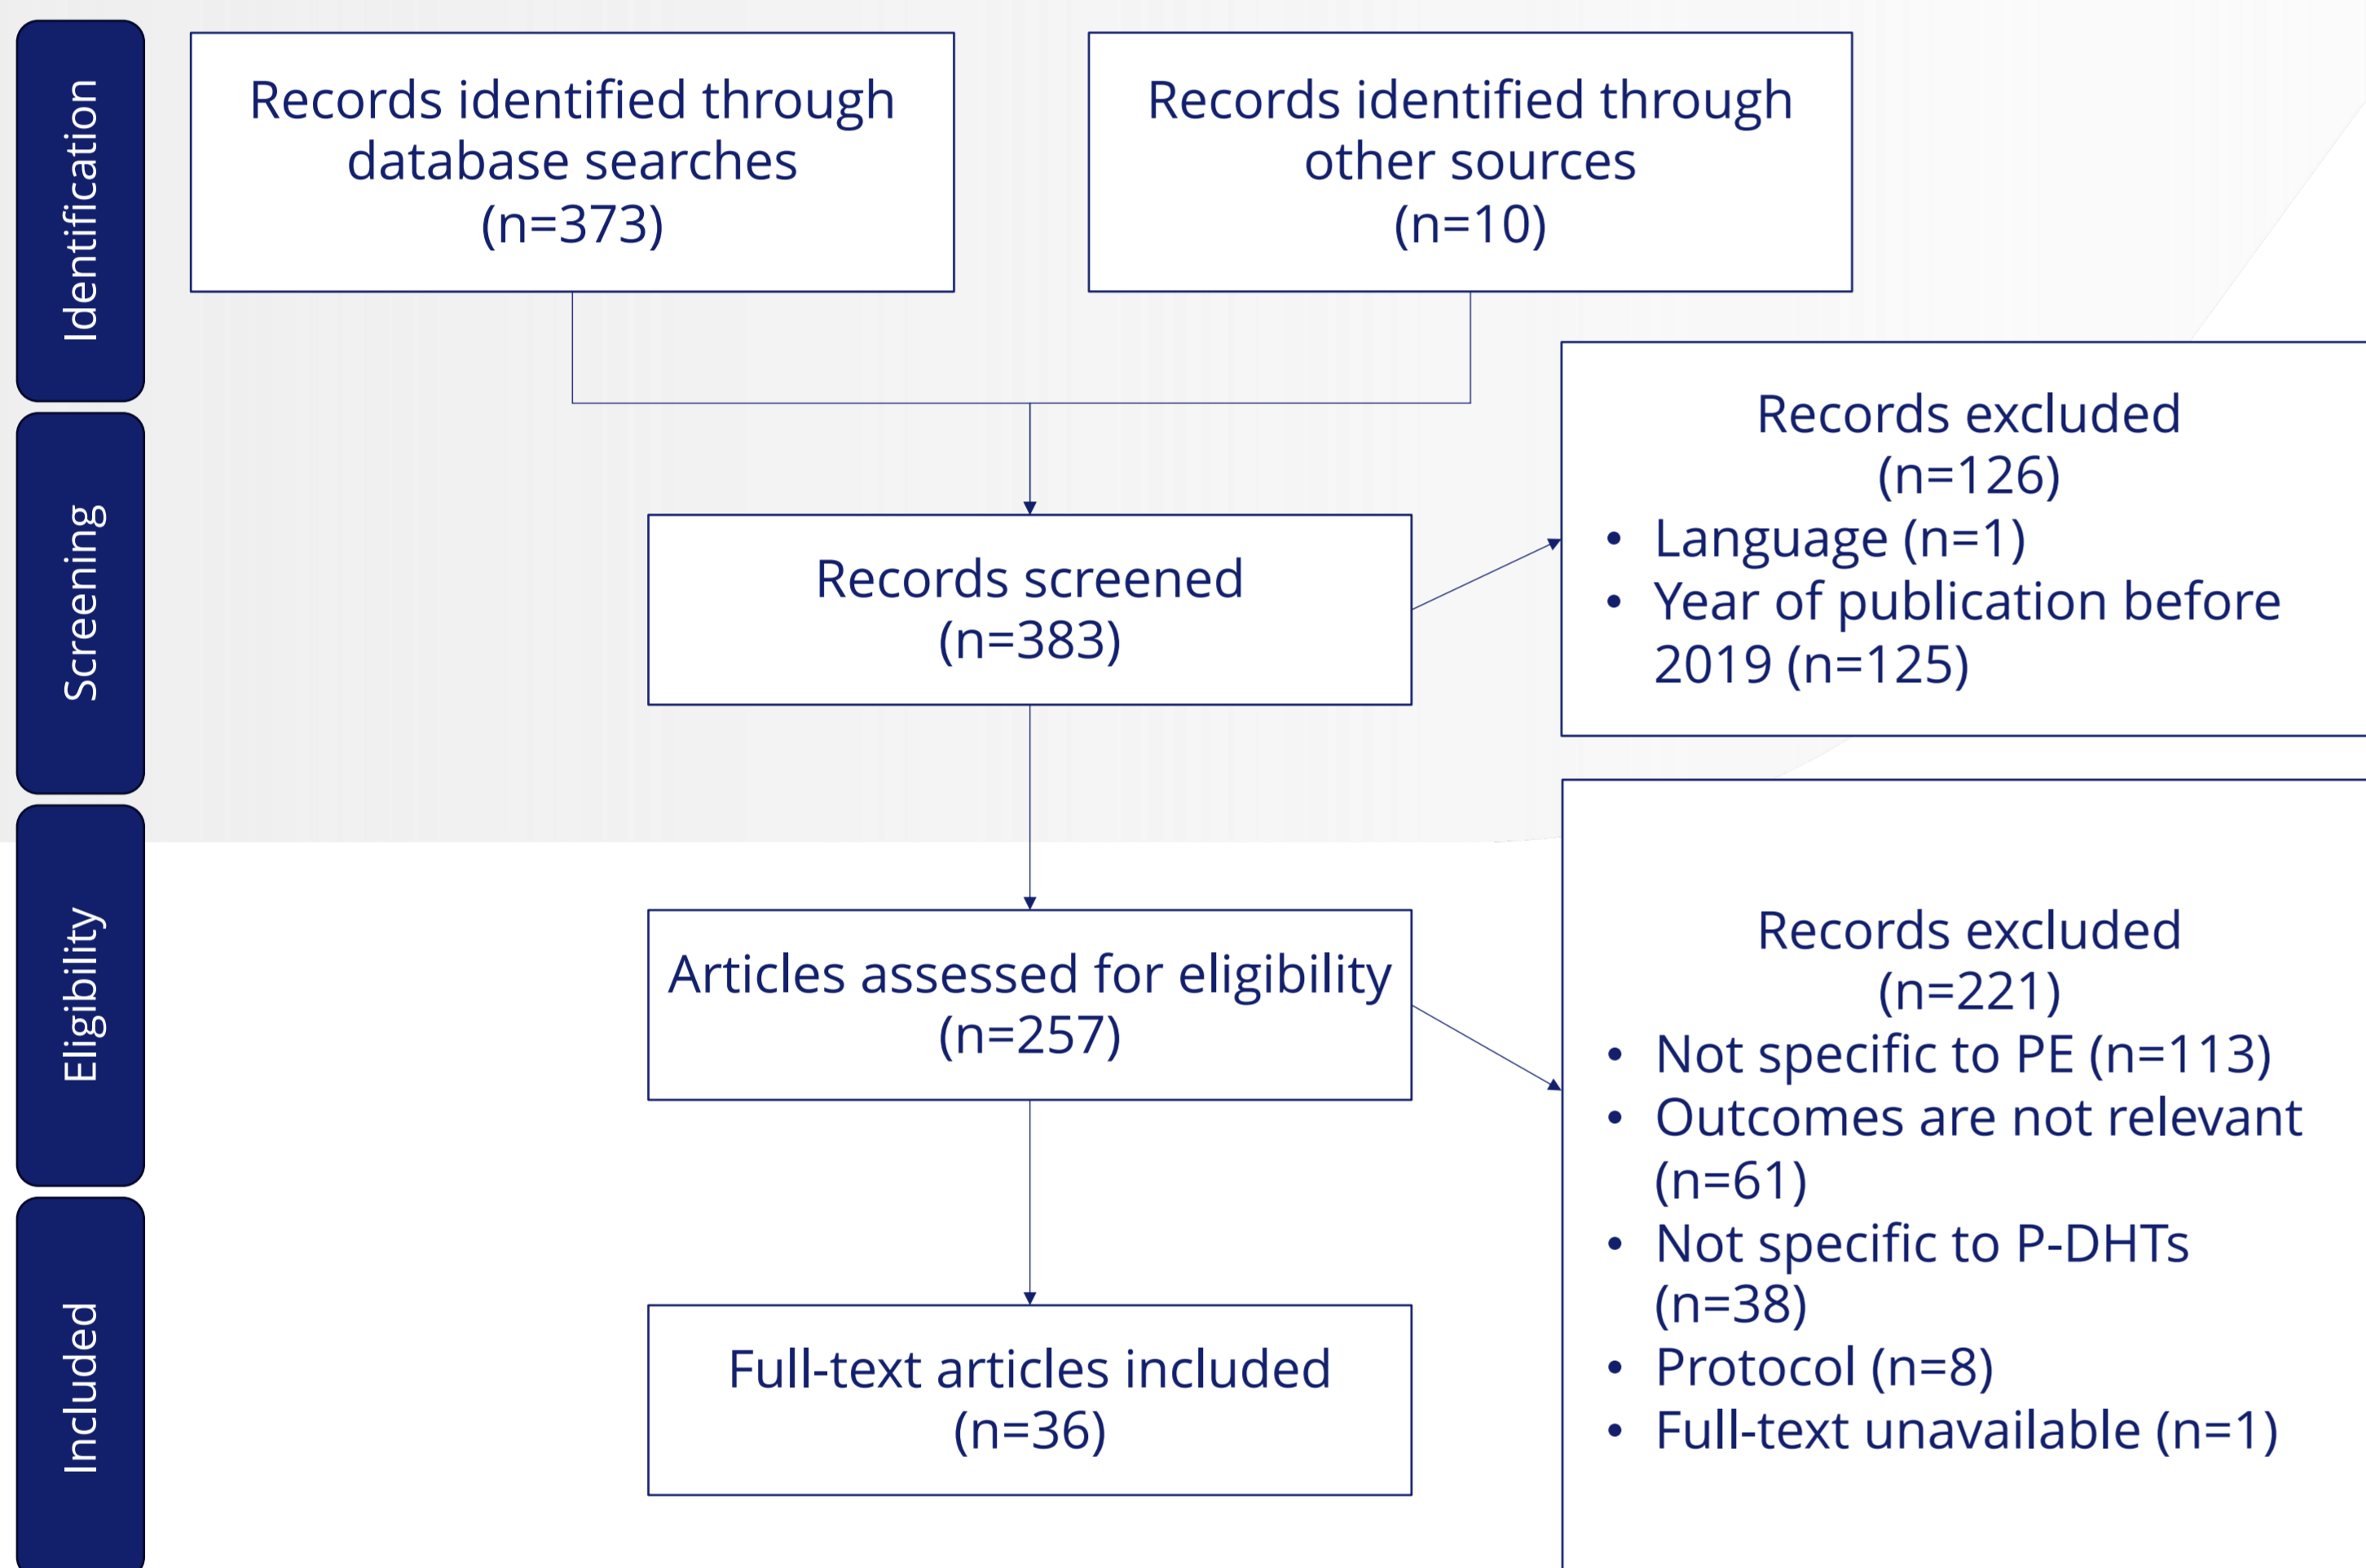 Identification
Records identified through
database searches
(n=373)
Records identified through
other sources
(n=10)
Screening
Records screened
(n=383)
Records excluded
(n=126)
• Language (n=1)
• Year of publication before
2019 (n=125)
Eligibility
Articles assessed for eligibility
(n=257)
Records excluded
(n=221)
• Not specific to PE (n=113)
• Outcomes are not relevant
(n=61)
• Not specific to P-DHTs
(n=38)
• Protocol (n=8)
• Full-text unavailable (n=1)
Included
Full-text articles included
(n=36)